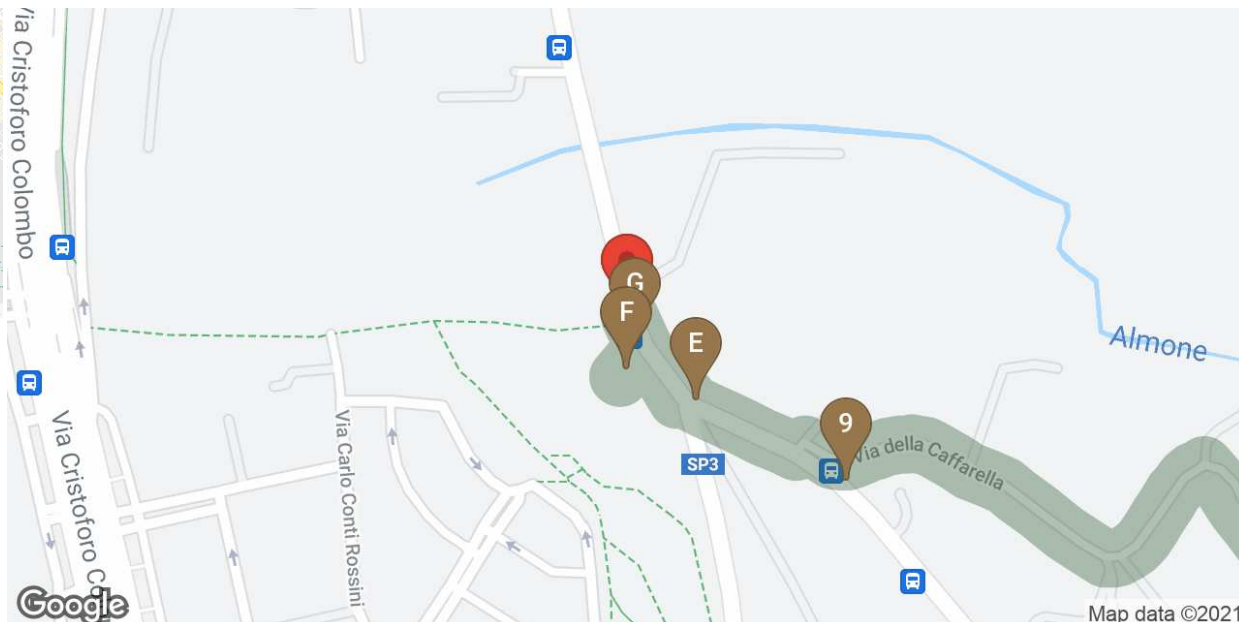 Via Cristoforo Colombo
Almone
G
F
E
9
Via della Caffarella
SP3
Via Carlo Conti Rossini
Via Cristoforo Co
Google
Map data ©2021